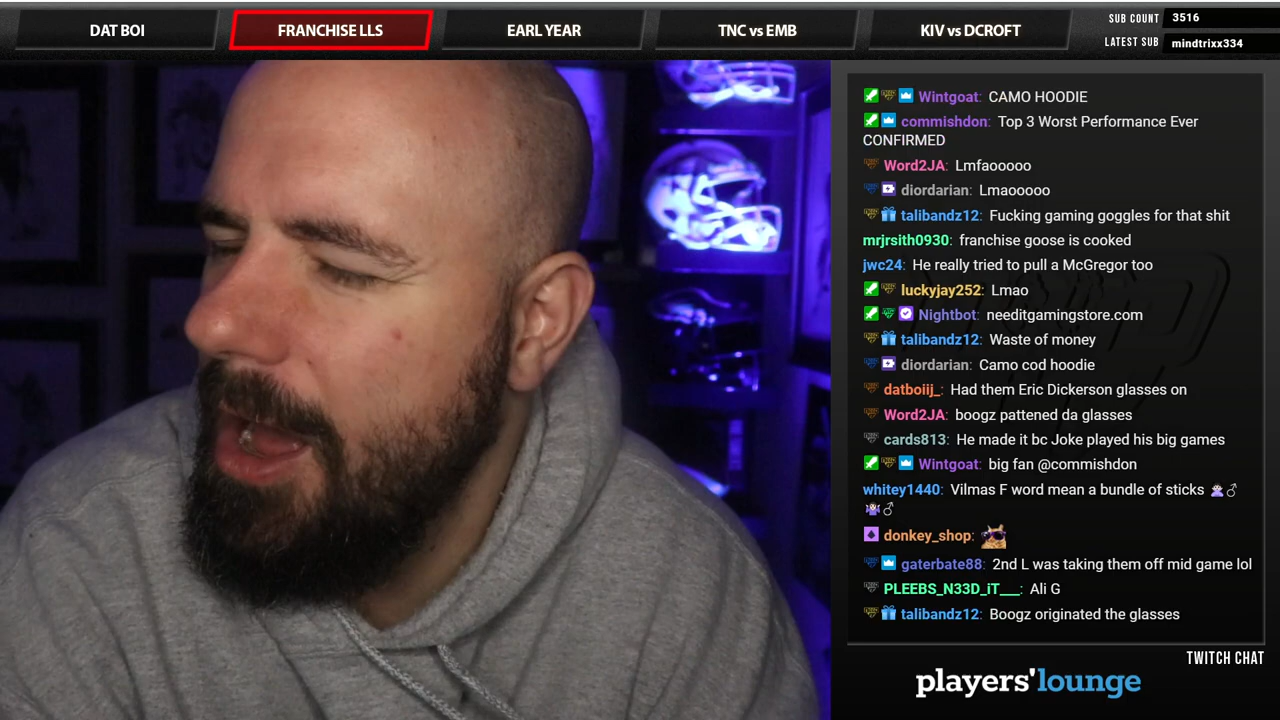 DAT BOI
FRANCHISE LLS
EARL YEAR
TNC vs EMB
KIV vs DCROFT
SUB COUNT 3516
LATEST SUB mindtrixx334
Wintgoat: CAMO HOODIE
commishdon: Top 3 Worst Performance Ever
CONFIRMED
Word2JA: Lmfaooooo
diordarian: Lmaooooo
talibandz12: Fucking gaming goggles for that shit
mrjrsith0930: franchise goose is cooked
jwc24: He really tried to pull a McGregor too
luckyjay252: Lmao
Nightbot: needitgamingstore.com
talibandz12: Waste of money
diordarian: Camo cod hoodie
datboiij_: Had them Eric Dickerson glasses on
Word2JA: boogz pattened da glasses
cards813: He made it bc Joke played his big games
Wintgoat: big fan @commishdon
whitey1440: Vilmas F word mean a bundle of sticks 🤷‍♂
🤷‍♂
donkey_shop:
gaterbate88: 2nd L was taking them off mid game lol
PLEEBS_N33D_iT___: Ali G
talibandz12: Boogz originated the glasses
TWITCH CHAT
players'lounge